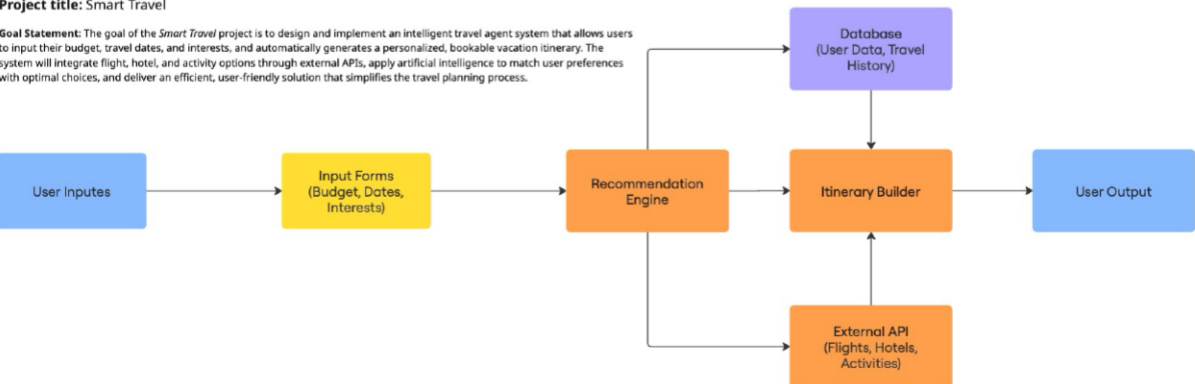 Project title: Smart Travel
Goal Statement: The goal of the Smart Travel project is to design and implement an intelligent travel agent system that allows users
to input their budget, travel dates, and interests, and automatically generates a personalized, bookable vacation itinerary. The
system will integrate flight, hotel, and activity options through external APIs, apply artificial intelligence to match user preferences
with optimal choices, and deliver an efficient, user-friendly solution that simplifies the travel planning process.
Database
(User Data, Travel
History)
User Inputes
Input Forms
(Budget, Dates,
Interests)
Recommendation
Engine
Itinerary Builder
User Output
External API
(Flights, Hotels,
Activities)